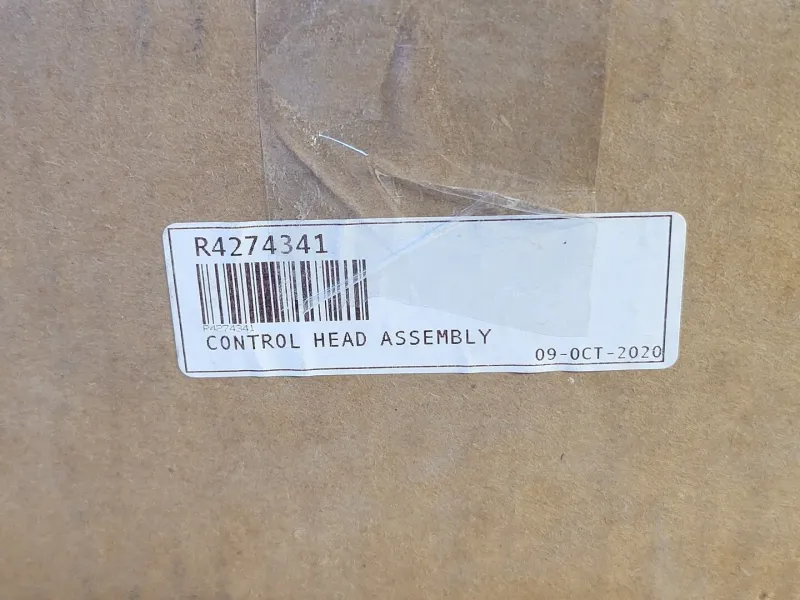 R4274341
R4274341
CONTROL HEAD ASSEMBLY
09-OCT-2020